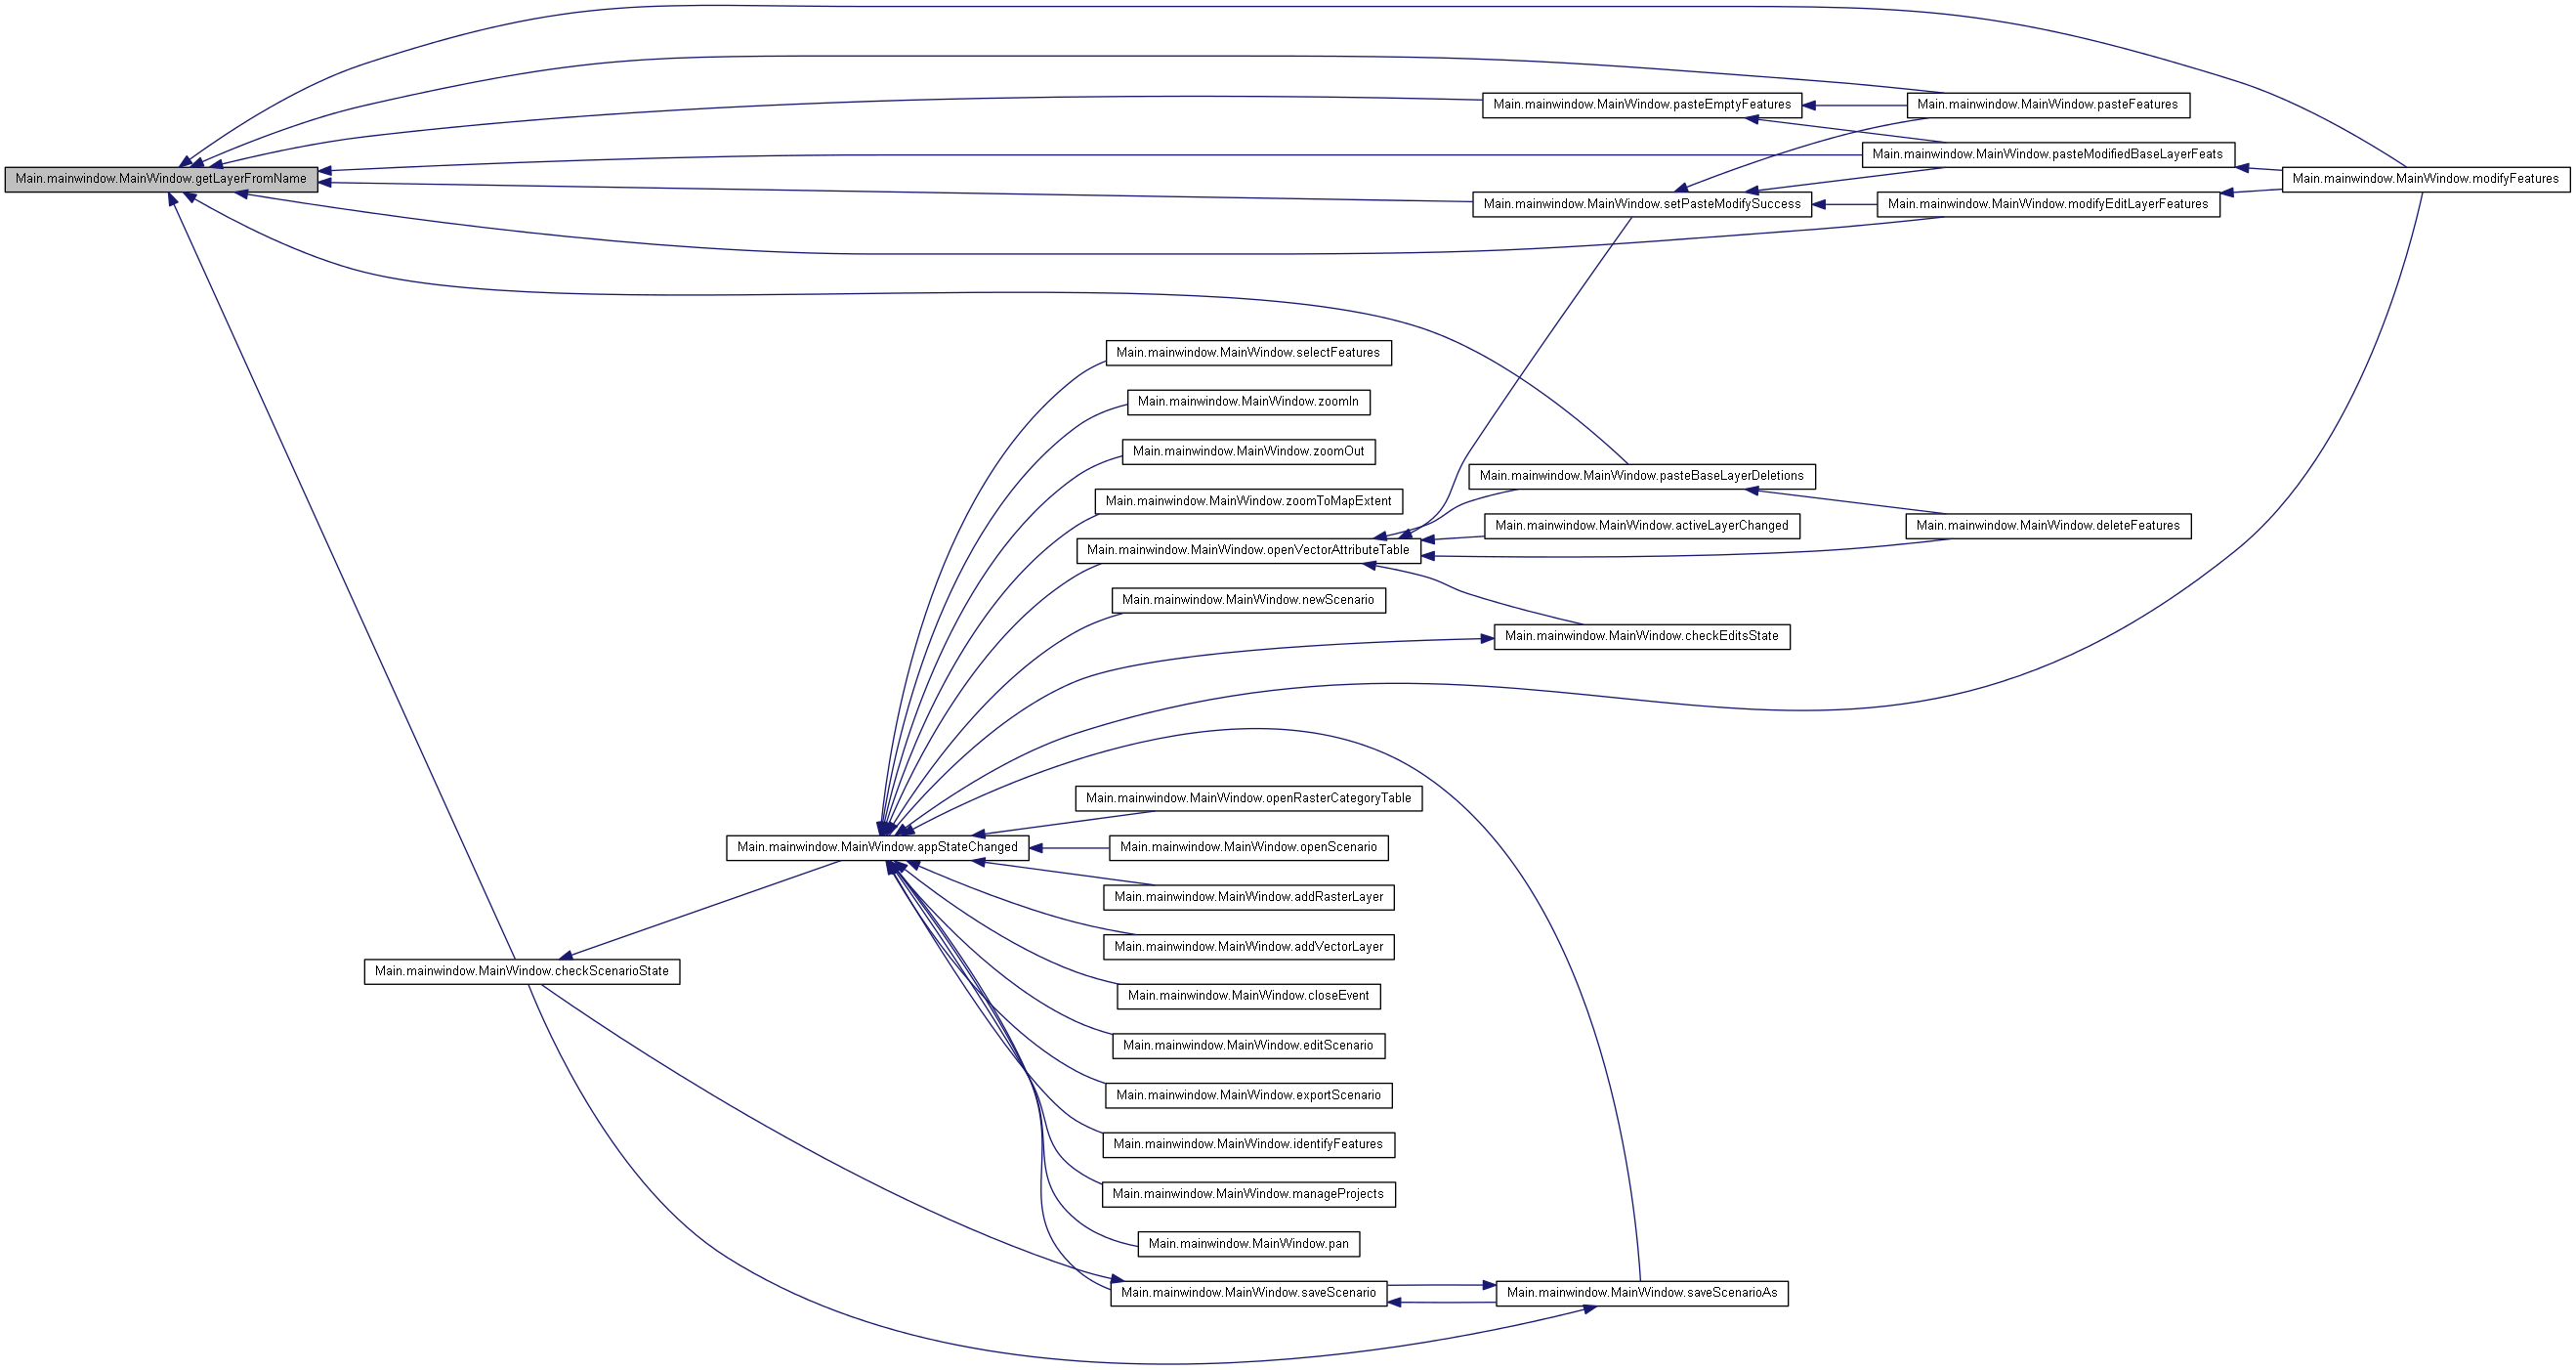 Main.mainwindow.MainWindow.pasteEmptyFeatures
Main.mainwindow.MainWindow.pasteFeatures
Main.mainwindow.MainWindow.pasteModifiedBaseLayerFeats
Main.mainwindow.MainWindow.getLayerFromName
Main.mainwindow.MainWindow.modifyFeatures
Main.mainwindow.MainWindow.setPasteModifySuccess
Main.mainwindow.MainWindow.modifyEditLayerFeatures
Main.mainwindow.MainWindow.selectFeatures
Main.mainwindow.MainWindow.zoomIn
Main.mainwindow.MainWindow.zoomOut
Main.mainwindow.MainWindow.pasteBaseLayerDeletions
Main.mainwindow.MainWindow.zoomToMapExtent
Main.mainwindow.MainWindow.activeLayerChanged
Main.mainwindow.MainWindow.deleteFeatures
Main.mainwindow.MainWindow.openVectorAttributeTable
Main.mainwindow.MainWindow.newScenario
Main.mainwindow.MainWindow.checkEditsState
Main.mainwindow.MainWindow.openRasterCategoryTable
Main.mainwindow.MainWindow.appStateChanged
Main.mainwindow.MainWindow.openScenario
Main.mainwindow.MainWindow.addRasterLayer
Main.mainwindow.MainWindow.addVectorLayer
Main.mainwindow.MainWindow.checkScenarioState
Main.mainwindow.MainWindow.closeEvent
Main.mainwindow.MainWindow.editScenario
Main.mainwindow.MainWindow.exportScenario
Main.mainwindow.MainWindow.identifyFeatures
Main.mainwindow.MainWindow.manageProjects
Main.mainwindow.MainWindow.pan
Main.mainwindow.MainWindow.saveScenario
Main.mainwindow.MainWindow.saveScenarioAs